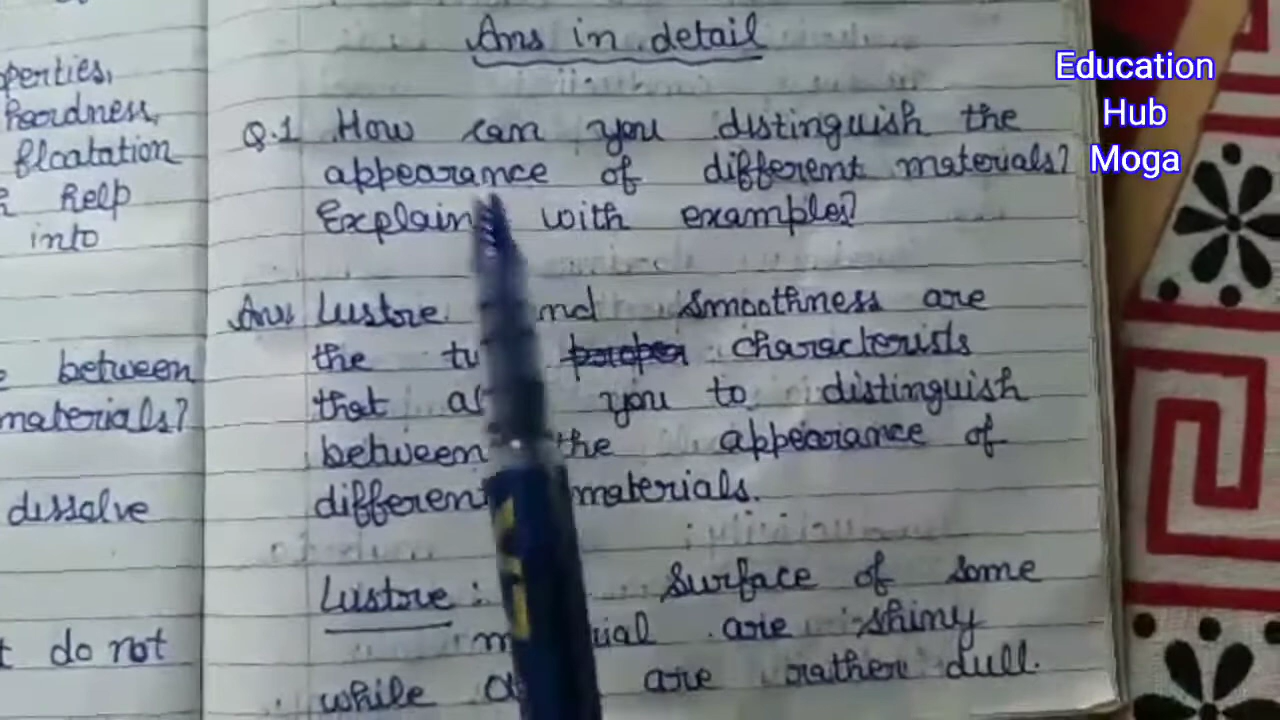 Ans in detail
Q.1 How can you distinguish the
appearance of different materials?
Explain with examples?
Ans Lustre nd smoothness are
the characterists
that you to distinguish
between the appearance of
different materials.
Lustre : Surface of some
are shiny
while are rather dull.
perties,
hardness,
floatation
help
into
between
materials?
dissolve
do not
Education
Hub
Moga